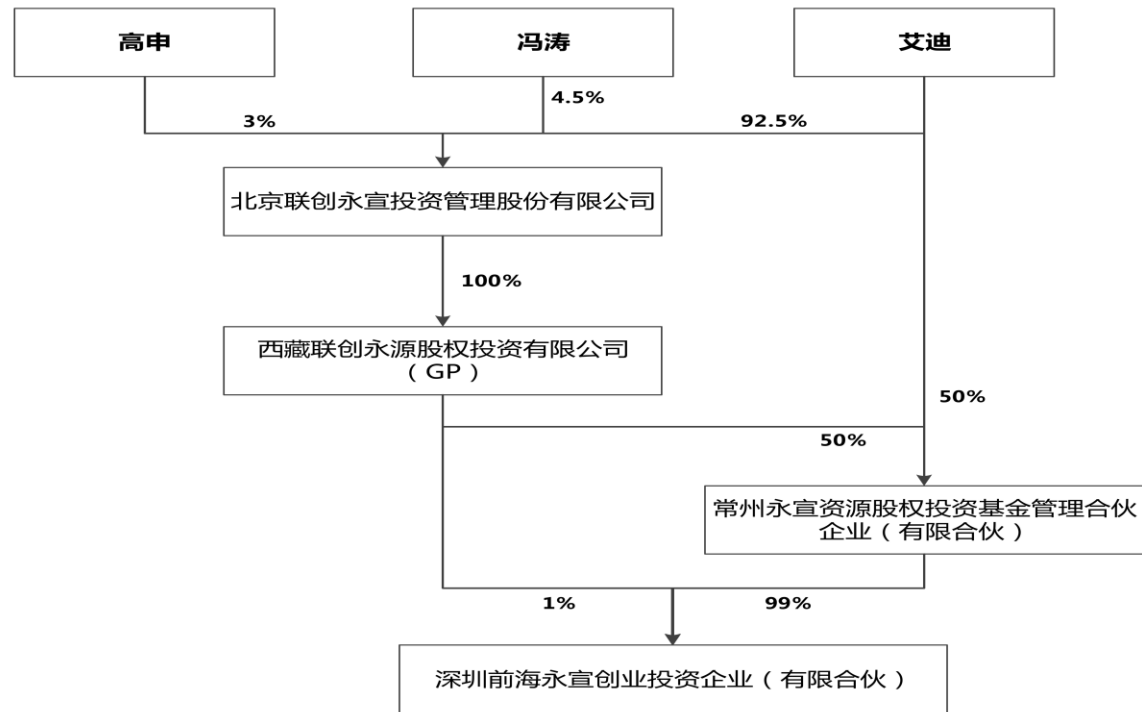 高申
冯涛
艾迪
4.5%
3%
92.5%
北京联创永宣投资管理股份有限公司
100%
西藏联创永源股权投资有限公司
（GP）
50%
50%
常州永宣资源股权投资基金管理合伙
企业（有限合伙）
1%
99%
深圳前海永宣创业投资企业（有限合伙）